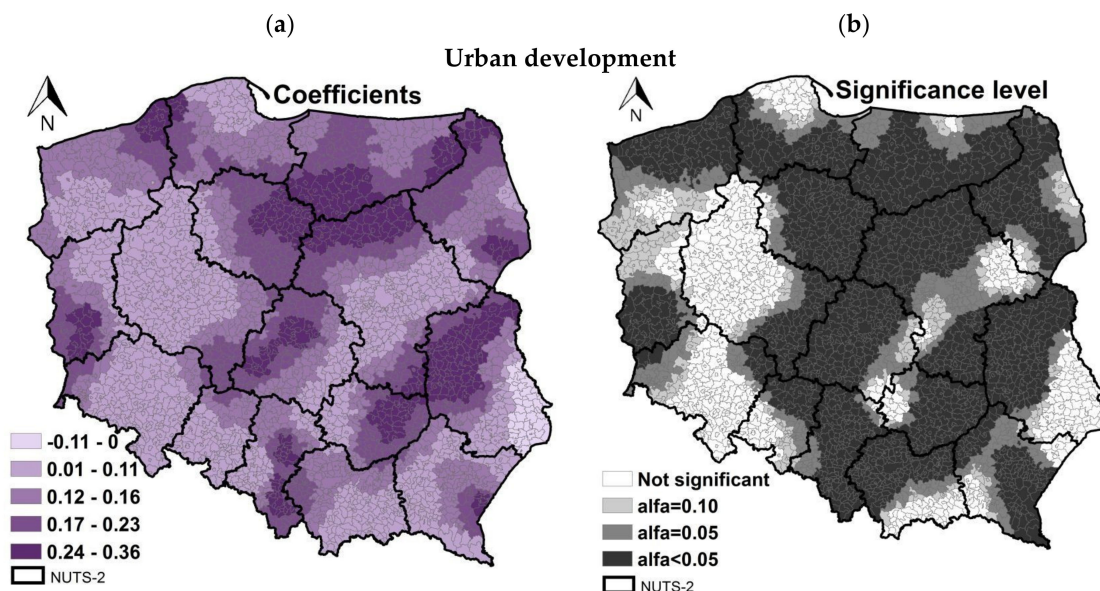 (a) (b)
Urban development
Coefficients
N
-0.11 - 0
0.01 - 0.11
0.12 - 0.16
0.17 - 0.23
0.24 - 0.36
NUTS-2
Significance level
N
Not significant
alfa=0.10
alfa=0.05
alfa<0.05
NUTS-2